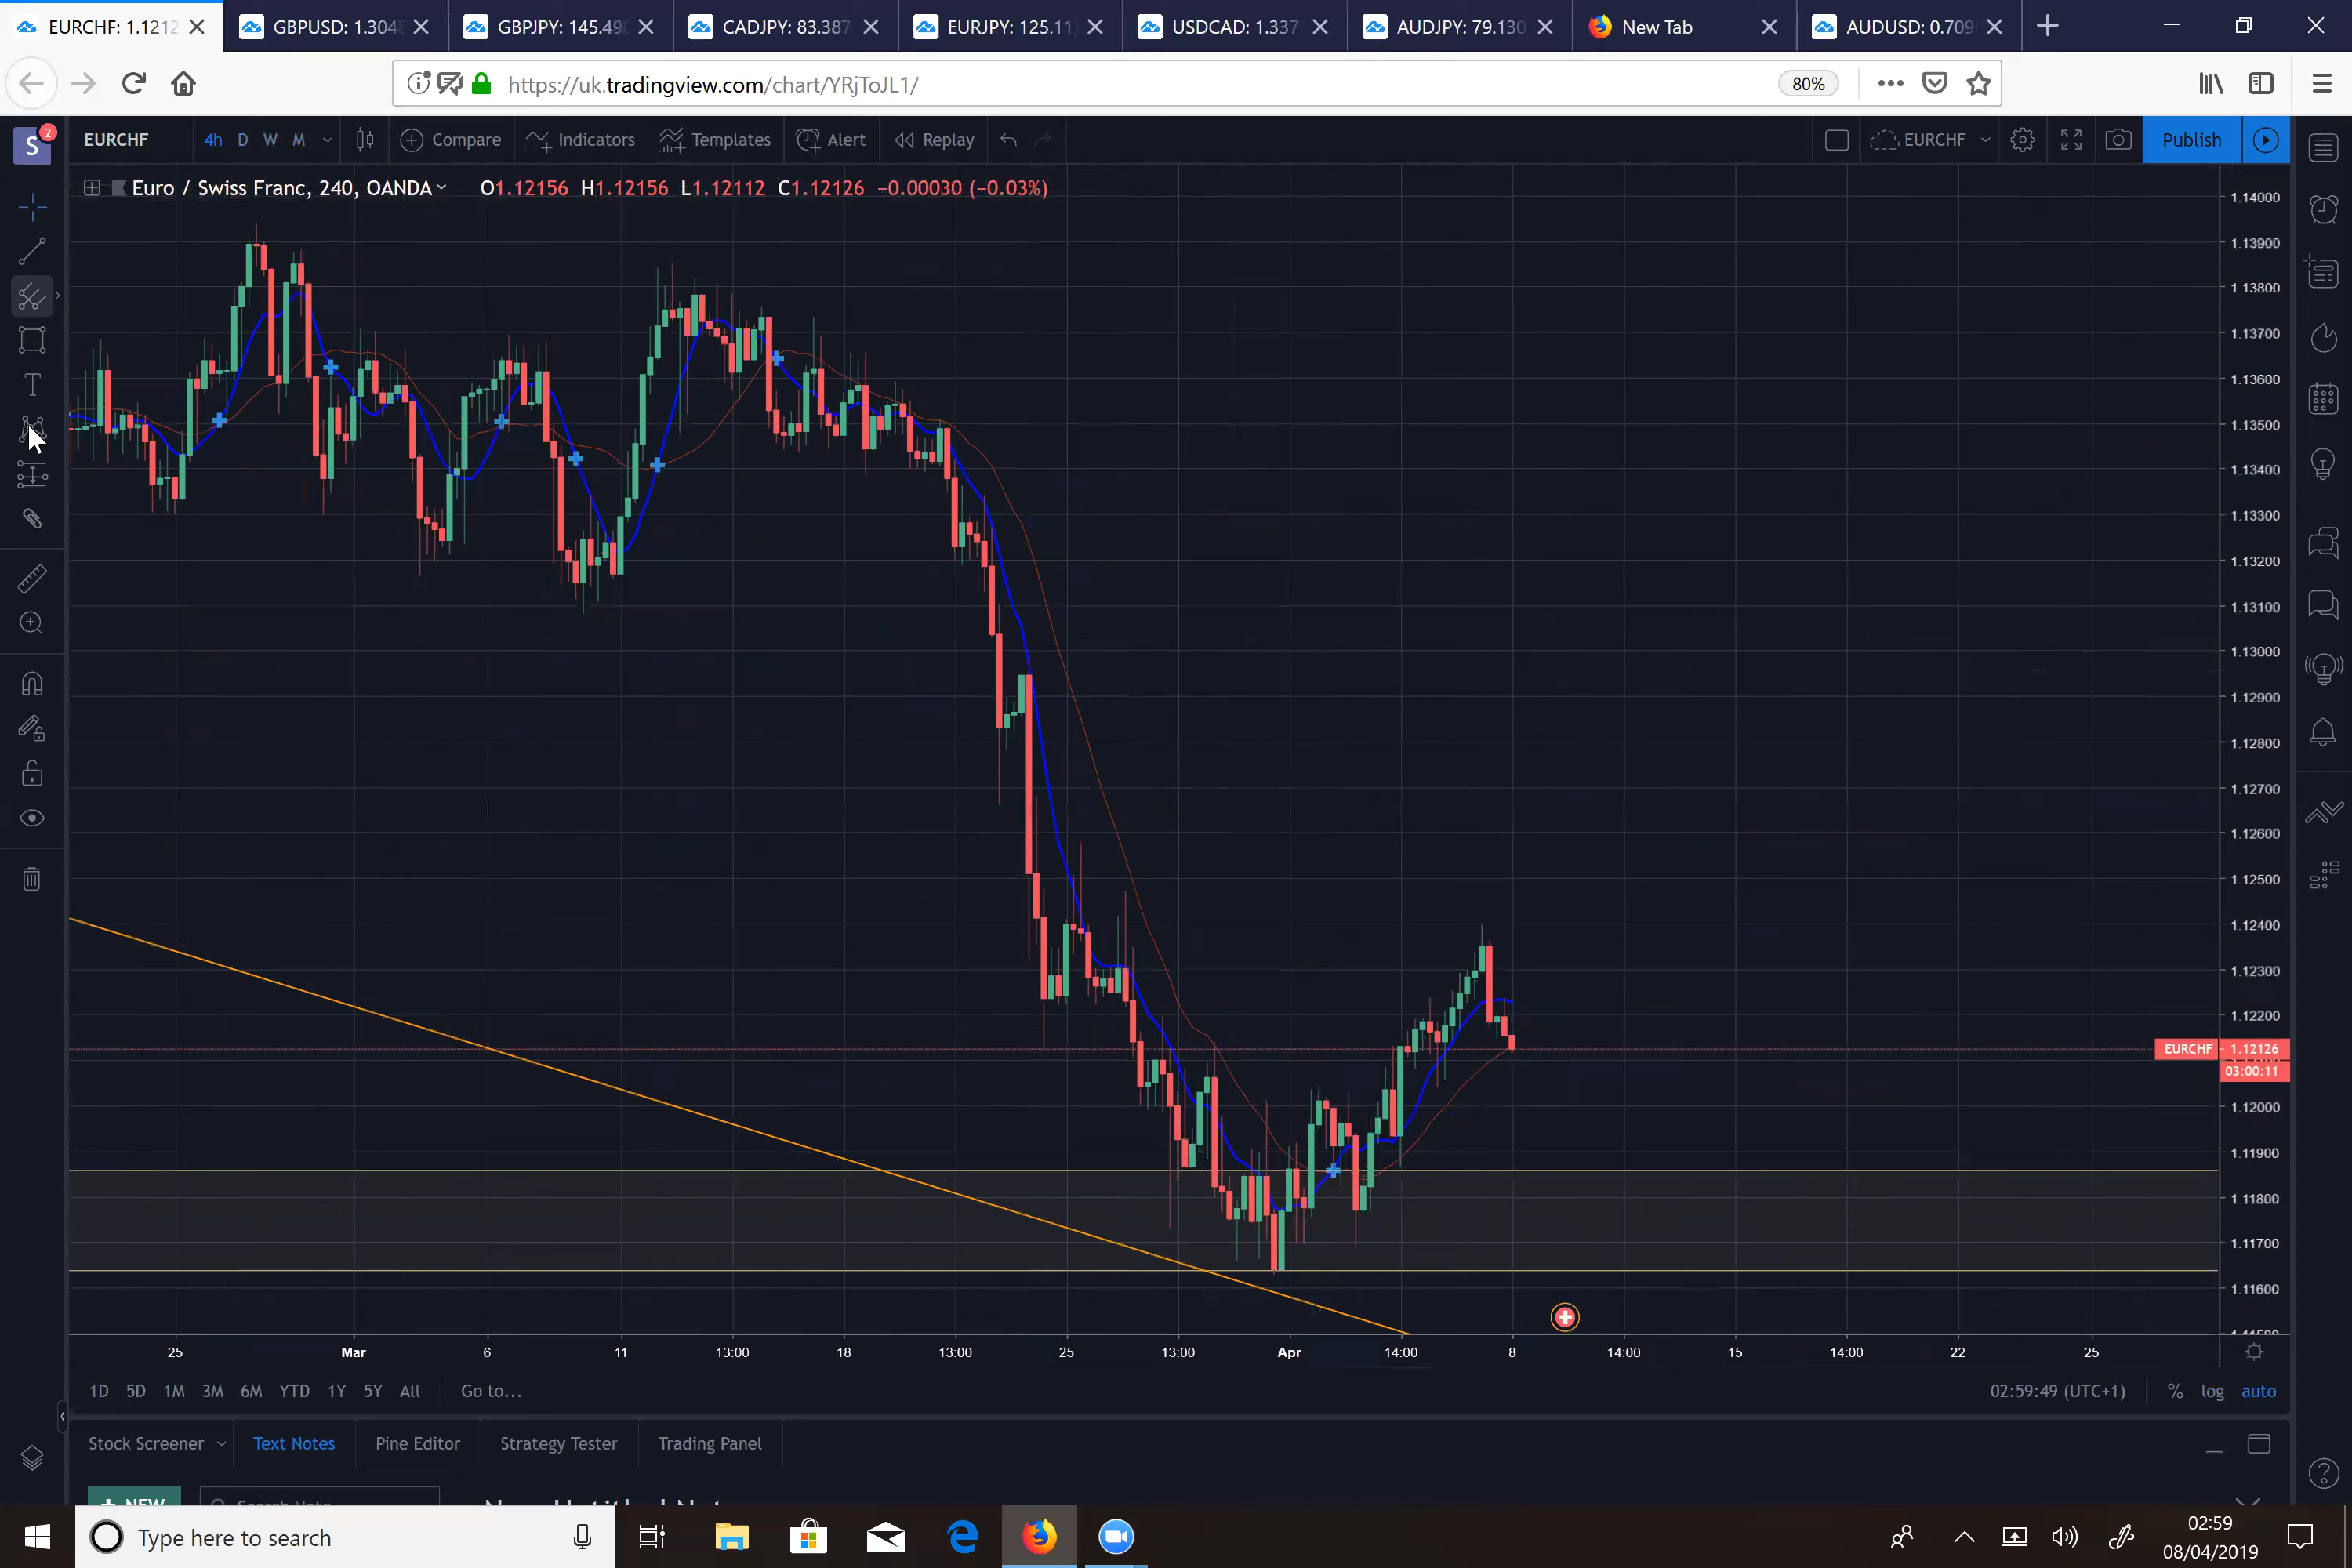 EURCHF: 1.1212
GBPUSD: 1.3048
GBPJPY: 145.490
CADJPY: 83.387
EURJPY: 125.11
USDCAD: 1.337
AUDJPY: 79.130
New Tab
AUDUSD: 0.709
https://uk.tradingview.com/chart/YRjToJL1/
80%
S 2
EURCHF 4h D W M Compare Indicators Templates Alert Replay EURCHF Publish
Euro / Swiss Franc, 240, OANDA O1.12156 H1.12156 L1.12112 C1.12126 −0.00030 (−0.03%)
1.14000
1.13900
1.13800
1.13700
1.13600
1.13500
1.13400
1.13300
1.13200
1.13100
1.13000
1.12900
1.12800
1.12700
1.12600
1.12500
1.12400
1.12300
1.12200
EURCHF 1.12126
03:00:11
1.12000
1.11900
1.11800
1.11700
1.11600
25 Mar 6 11 13:00 18 13:00 25 13:00 Apr 14:00 8 14:00 15 14:00 22 25
1D 5D 1M 3M 6M YTD 1Y 5Y All Go to... 02:59:49 (UTC+1) % log auto
Stock Screener Text Notes Pine Editor Strategy Tester Trading Panel
+ NEW
Type here to search
02:59
08/04/2019